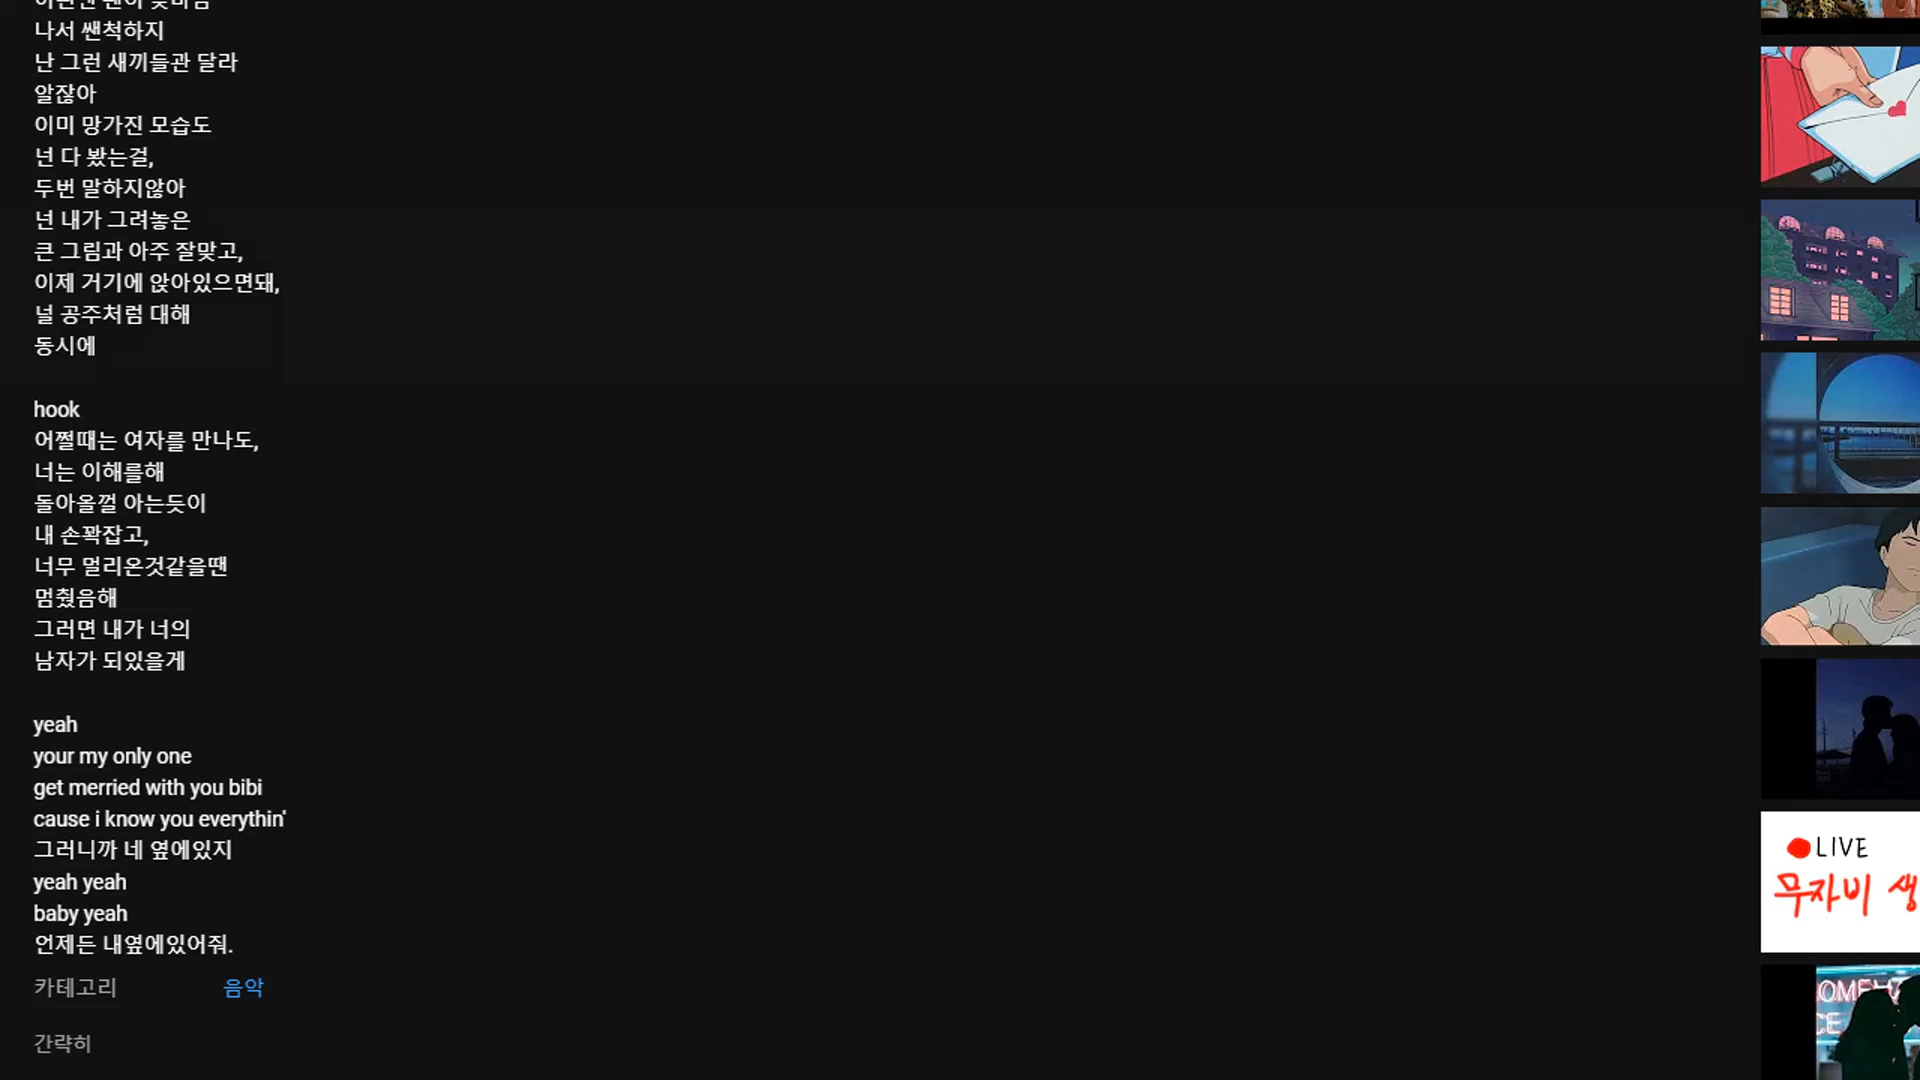 나서 쌘척하지
난 그런 새끼들관 달라
알잖아
이미 망가진 모습도
넌 다 봤는걸,
두번 말하지않아
넌 내가 그려놓은
큰 그림과 아주 잘맞고,
이제 거기에 앉아있으면돼,
널 공주처럼 대해
동시에
hook
어쩔때는 여자를 만나도,
너는 이해를해
돌아올껄 아는듯이
내 손꽉잡고,
너무 멀리온것같을땐
멈췄음해
그러면 내가 너의
남자가 되있을게
yeah
your my only one
get merried with you bibi
cause i know you everythin'
그러니까 네 옆에있지
yeah yeah
baby yeah
언제든 내옆에있어줘.
카테고리 음악
간략히
LIVE
무자비 생